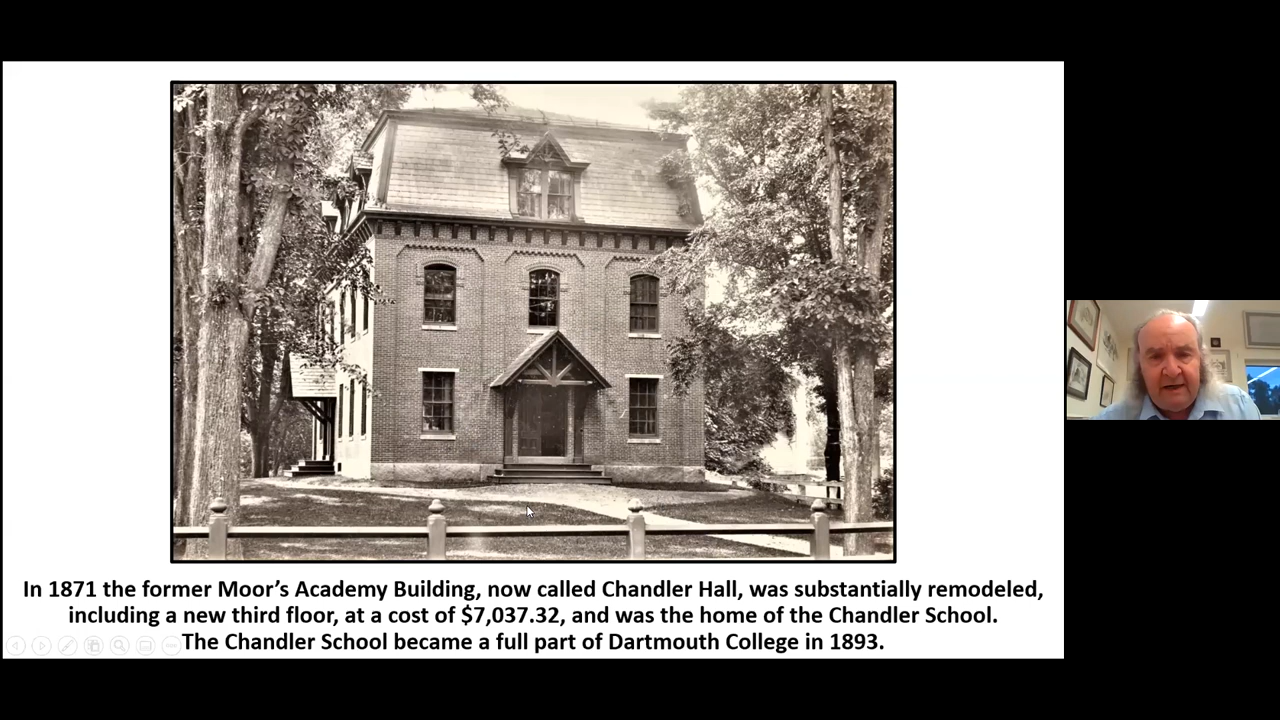 In 1871 the former Moor’s Academy Building, now called Chandler Hall, was substantially remodeled,
including a new third floor, at a cost of $7,037.32, and was the home of the Chandler School.
The Chandler School became a full part of Dartmouth College in 1893.